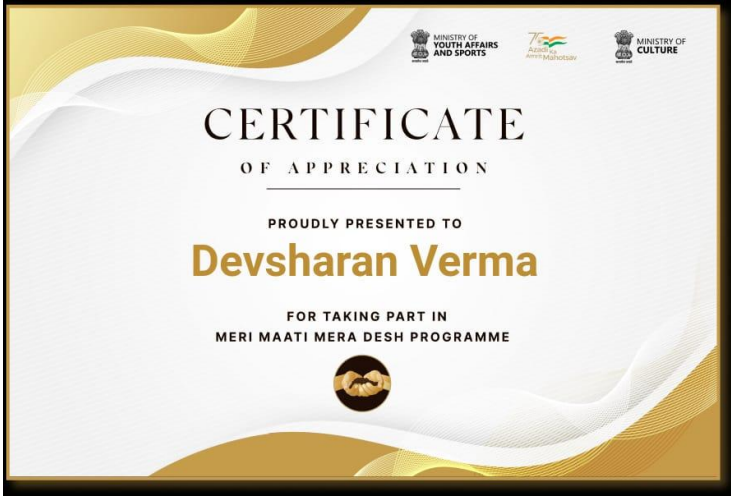 MINISTRY OF
YOUTH AFFAIRS
AND SPORTS
Azadi Ka
Amrit Mahotsav
MINISTRY OF
CULTURE
CERTIFICATE
OF APPRECIATION
PROUDLY PRESENTED TO
Devsharan Verma
FOR TAKING PART IN
MERI MAATI MERA DESH PROGRAMME